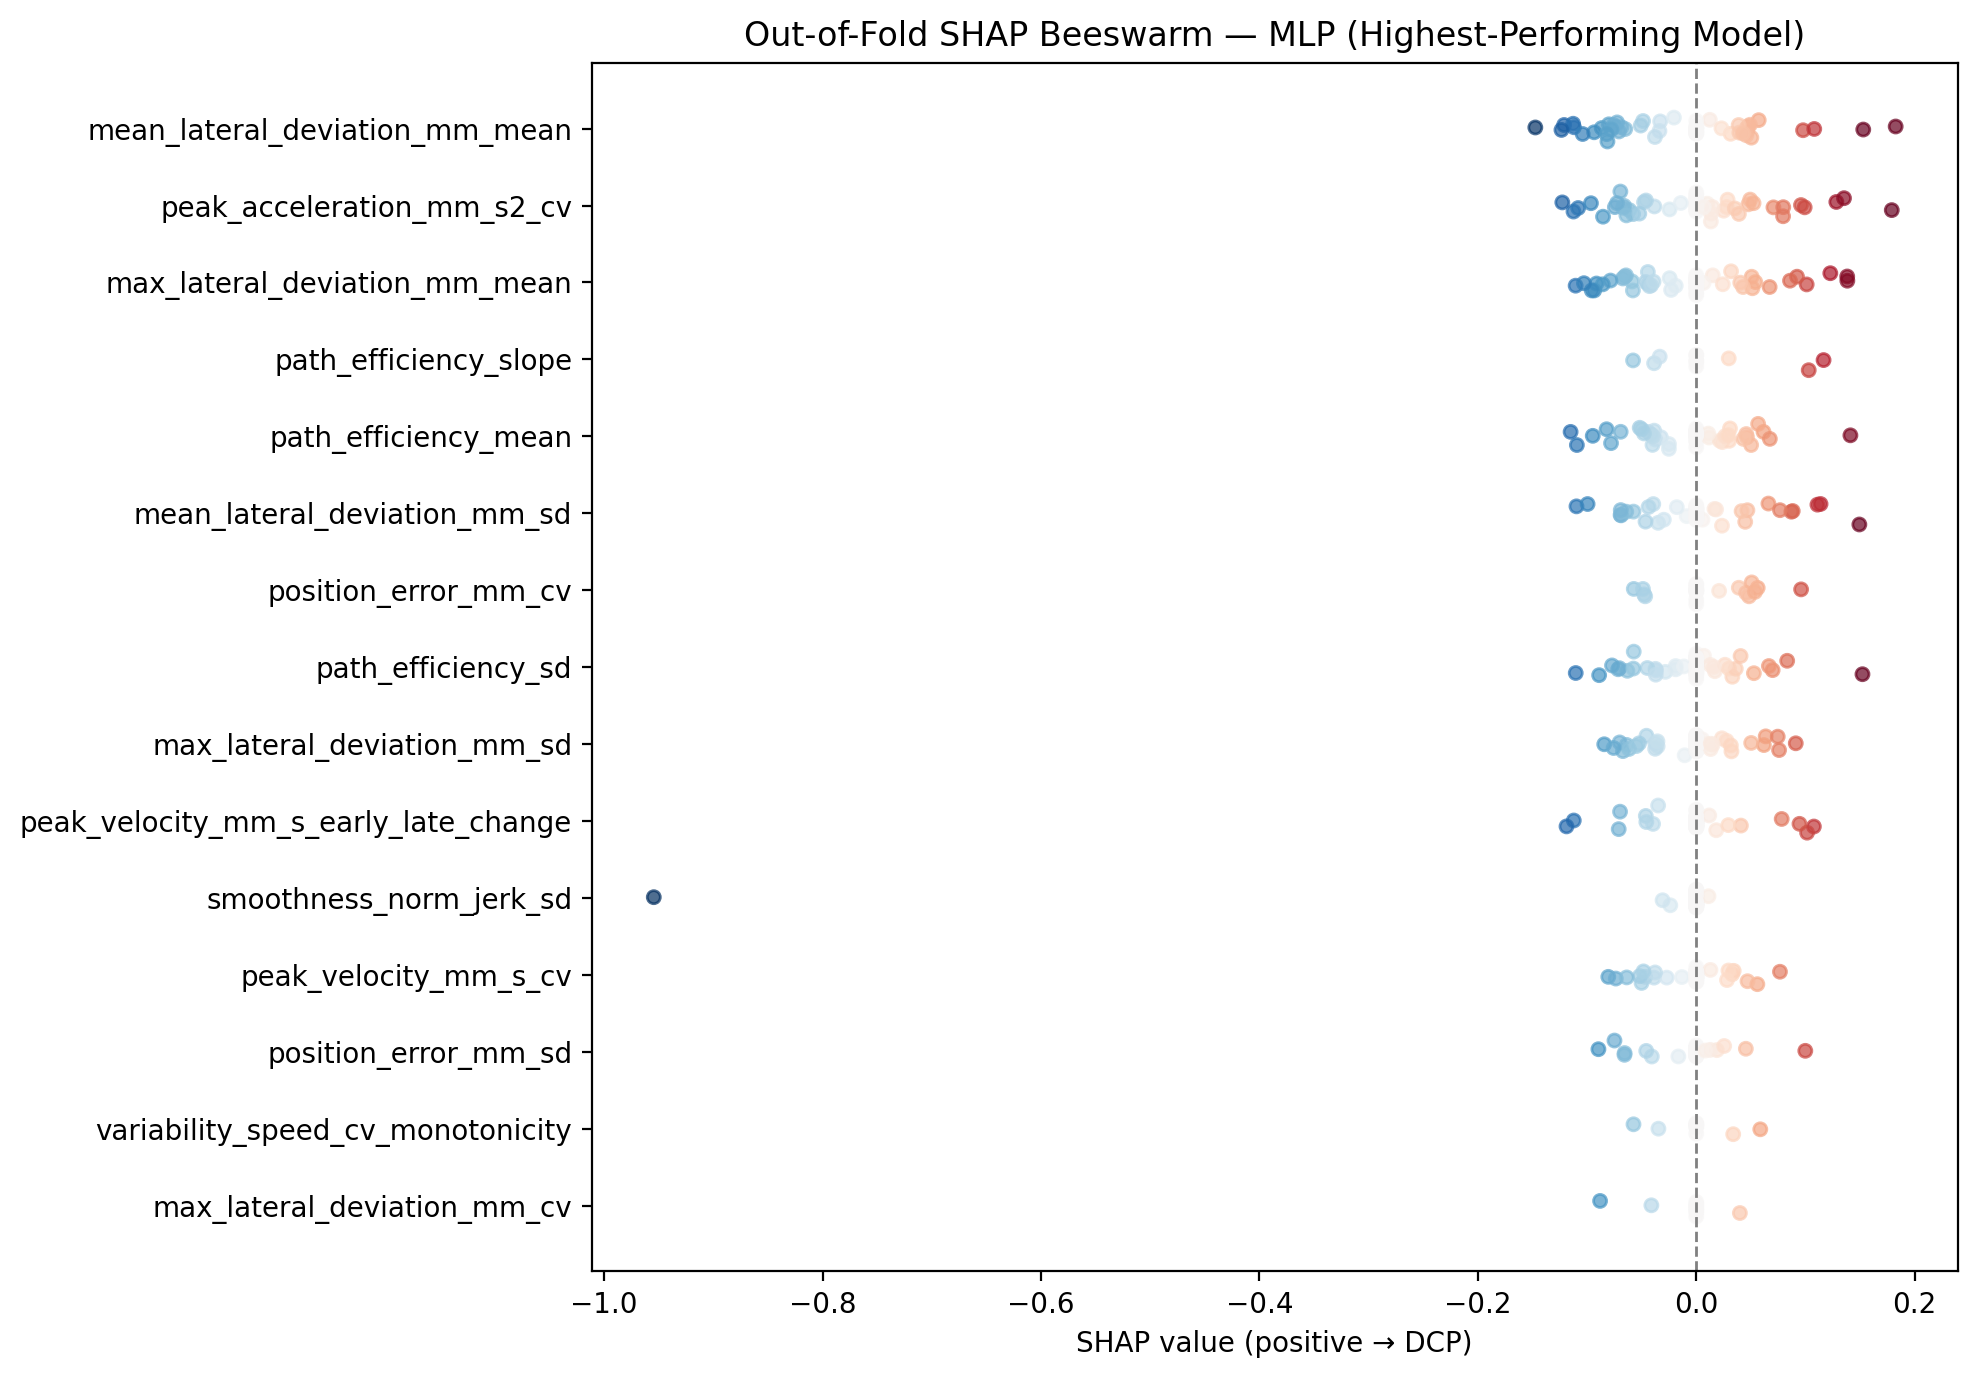 Out-of-Fold SHAP Beeswarm — MLP (Highest-Performing Model)
mean_lateral_deviation_mm_mean
peak_acceleration_mm_s2_cv
max_lateral_deviation_mm_mean
path_efficiency_slope
path_efficiency_mean
mean_lateral_deviation_mm_sd
position_error_mm_cv
path_efficiency_sd
max_lateral_deviation_mm_sd
peak_velocity_mm_s_early_late_change
smoothness_norm_jerk_sd
peak_velocity_mm_s_cv
position_error_mm_sd
variability_speed_cv_monotonicity
max_lateral_deviation_mm_cv
−1.0 −0.8 −0.6 −0.4 −0.2 0.0 0.2
SHAP value (positive → DCP)